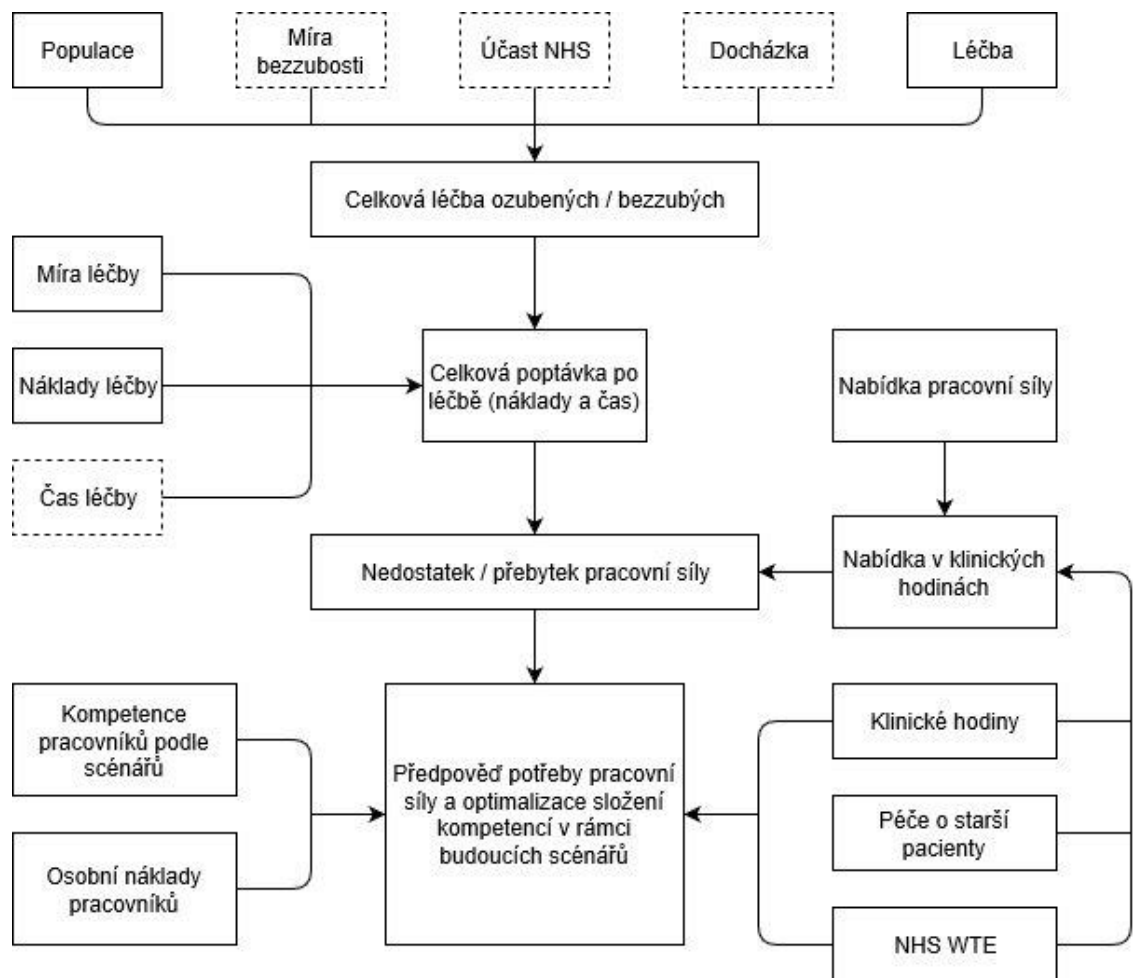 Populace
Míra
bezzubosti
Účast NHS
Docházka
Léčba
Celková léčba ozubených / bezzubých
Míra léčby
Náklady léčby
Čas léčby
Celková poptávka po
léčbě (náklady a čas)
Nabídka pracovní síly
Nedostatek / přebytek pracovní síly
Nabídka v klinických
hodinách
Kompetence
pracovníků podle
scénářů
Osobní náklady
pracovníků
Předpověď potřeby pracovní
síly a optimalizace složení
kompetencí v rámci
budoucích scénářů
Klinické hodiny
Péče o starší
pacienty
NHS WTE